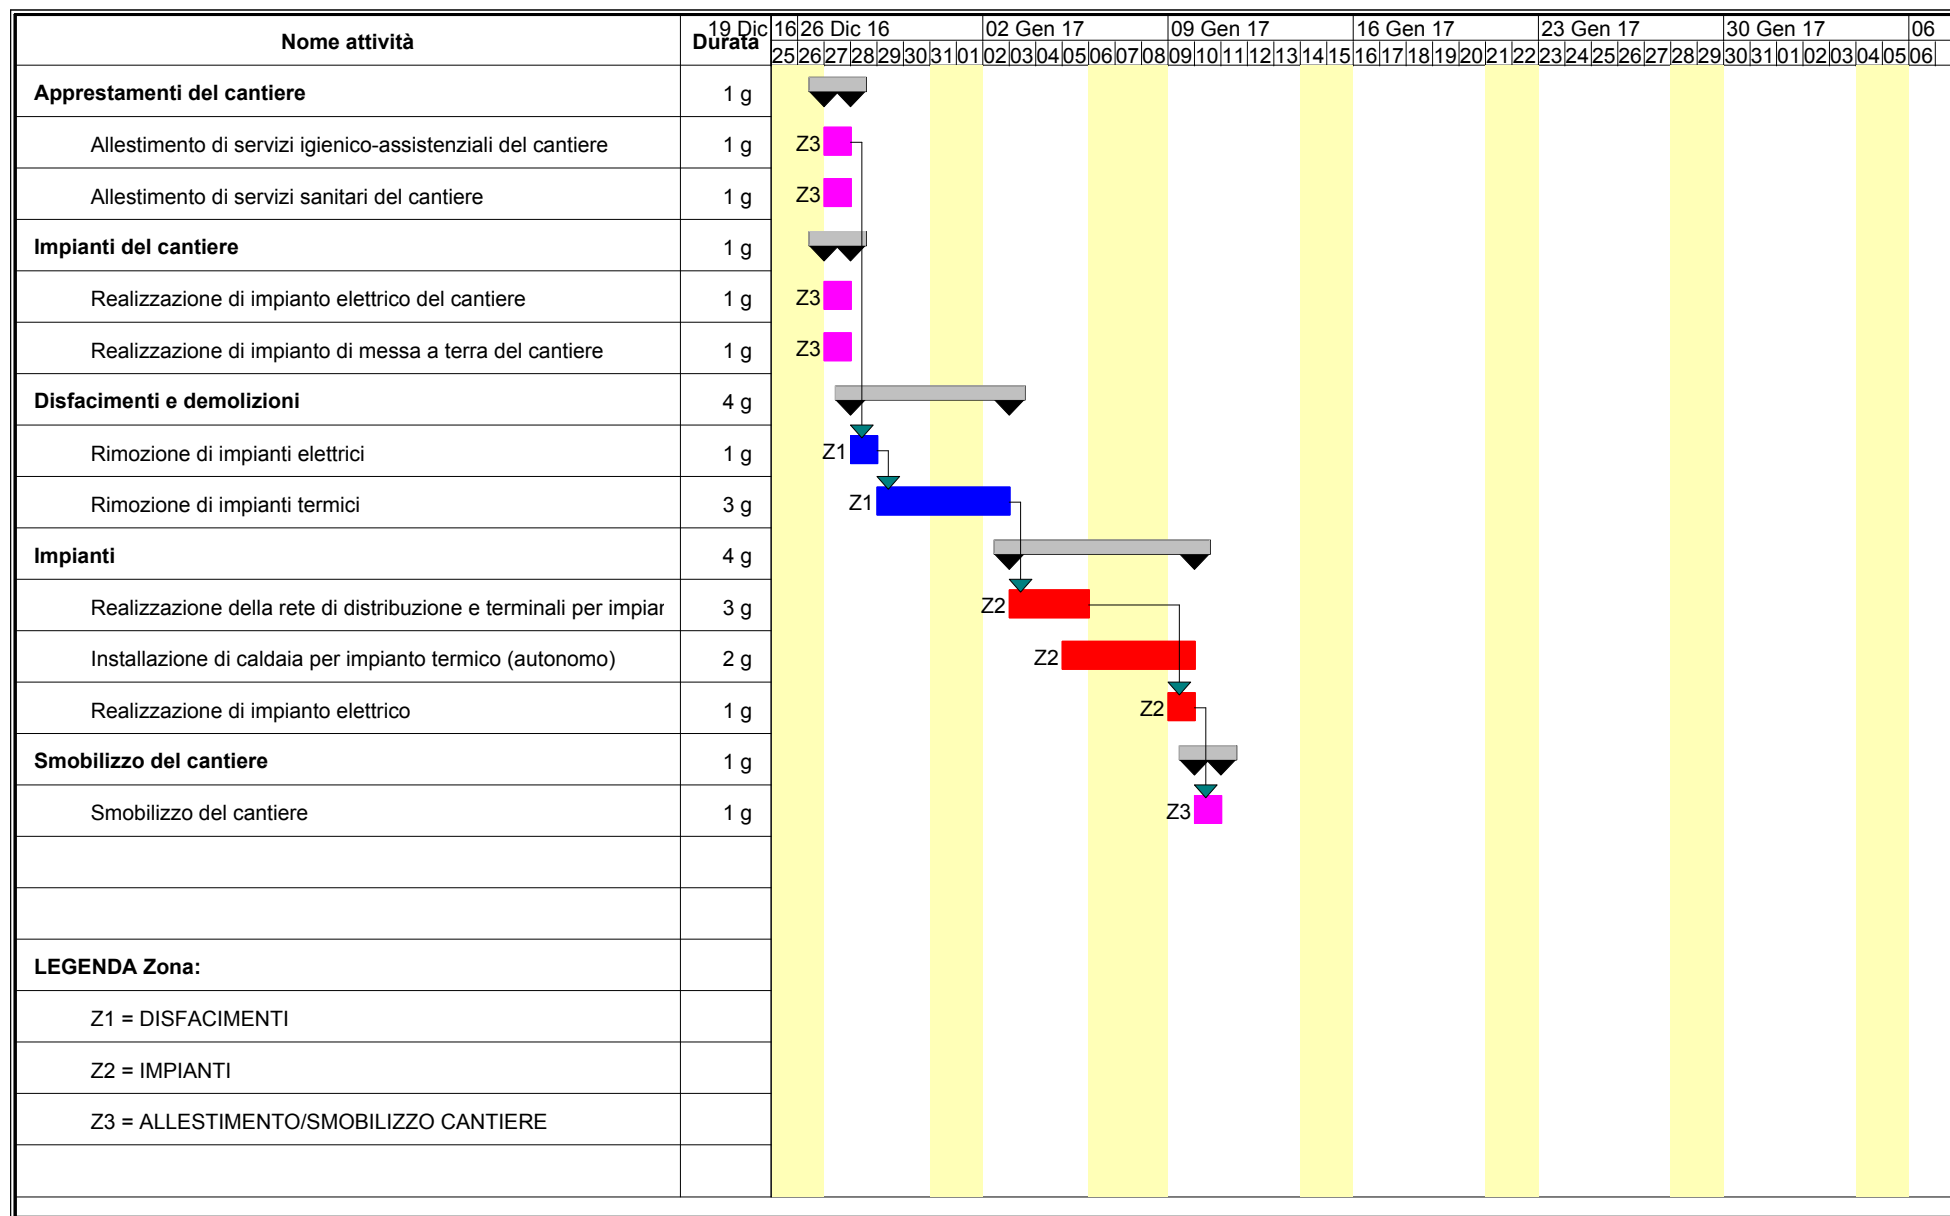 Nome attività Durata 19 Dic 16 26 Dic 16 02 Gen 17 09 Gen 17 16 Gen 17 23 Gen 17 30 Gen 17 06
25 26 27 28 29 30 31 01 02 03 04 05 06 07 08 09 10 11 12 13 14 15 16 17 18 19 20 21 22 23 24 25 26 27 28 29 30 31 01 02 03 04 05 06
Apprestamenti del cantiere 1 g
Allestimento di servizi igienico-assistenziali del cantiere 1 g Z3
Allestimento di servizi sanitari del cantiere 1 g Z3
Impianti del cantiere 1 g
Realizzazione di impianto elettrico del cantiere 1 g Z3
Realizzazione di impianto di messa a terra del cantiere 1 g Z3
Disfacimenti e demolizioni 4 g
Rimozione di impianti elettrici 1 g Z1
Rimozione di impianti termici 3 g Z1
Impianti 4 g
Realizzazione della rete di distribuzione e terminali per impiar 3 g Z2
Installazione di caldaia per impianto termico (autonomo) 2 g Z2
Realizzazione di impianto elettrico 1 g Z2
Smobilizzo del cantiere 1 g
Smobilizzo del cantiere 1 g Z3
LEGENDA Zona:
Z1 = DISFACIMENTI
Z2 = IMPIANTI
Z3 = ALLESTIMENTO/SMOBILIZZO CANTIERE